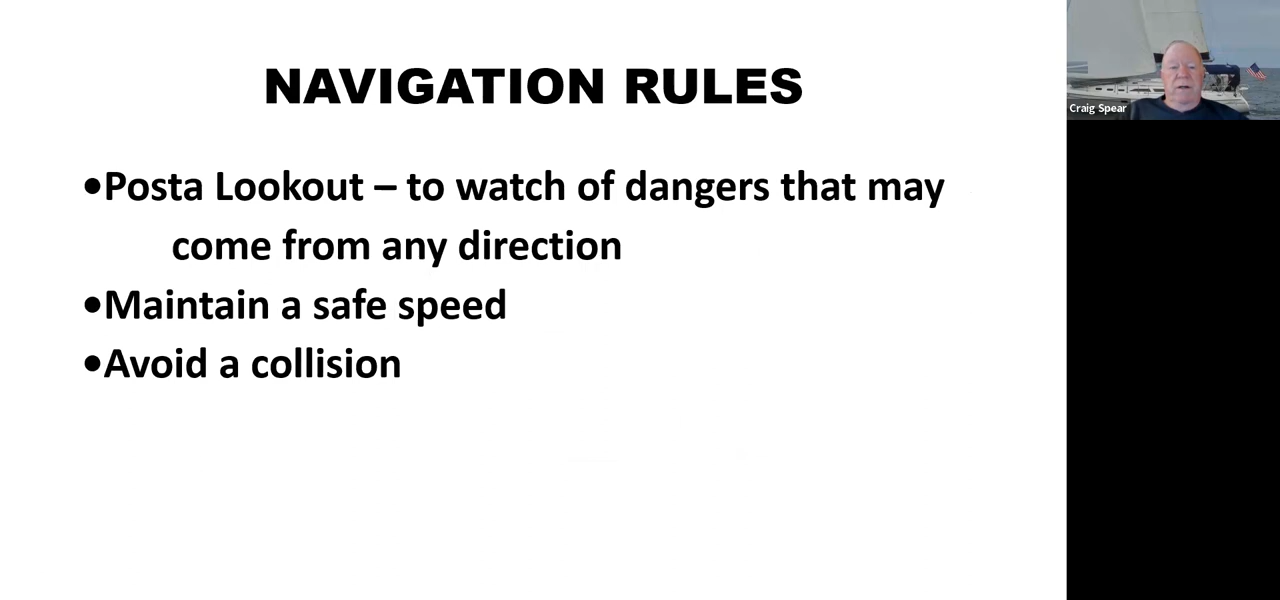 NAVIGATION RULES
•Posta Lookout – to watch of dangers that may
come from any direction
•Maintain a safe speed
•Avoid a collision
Craig Spear